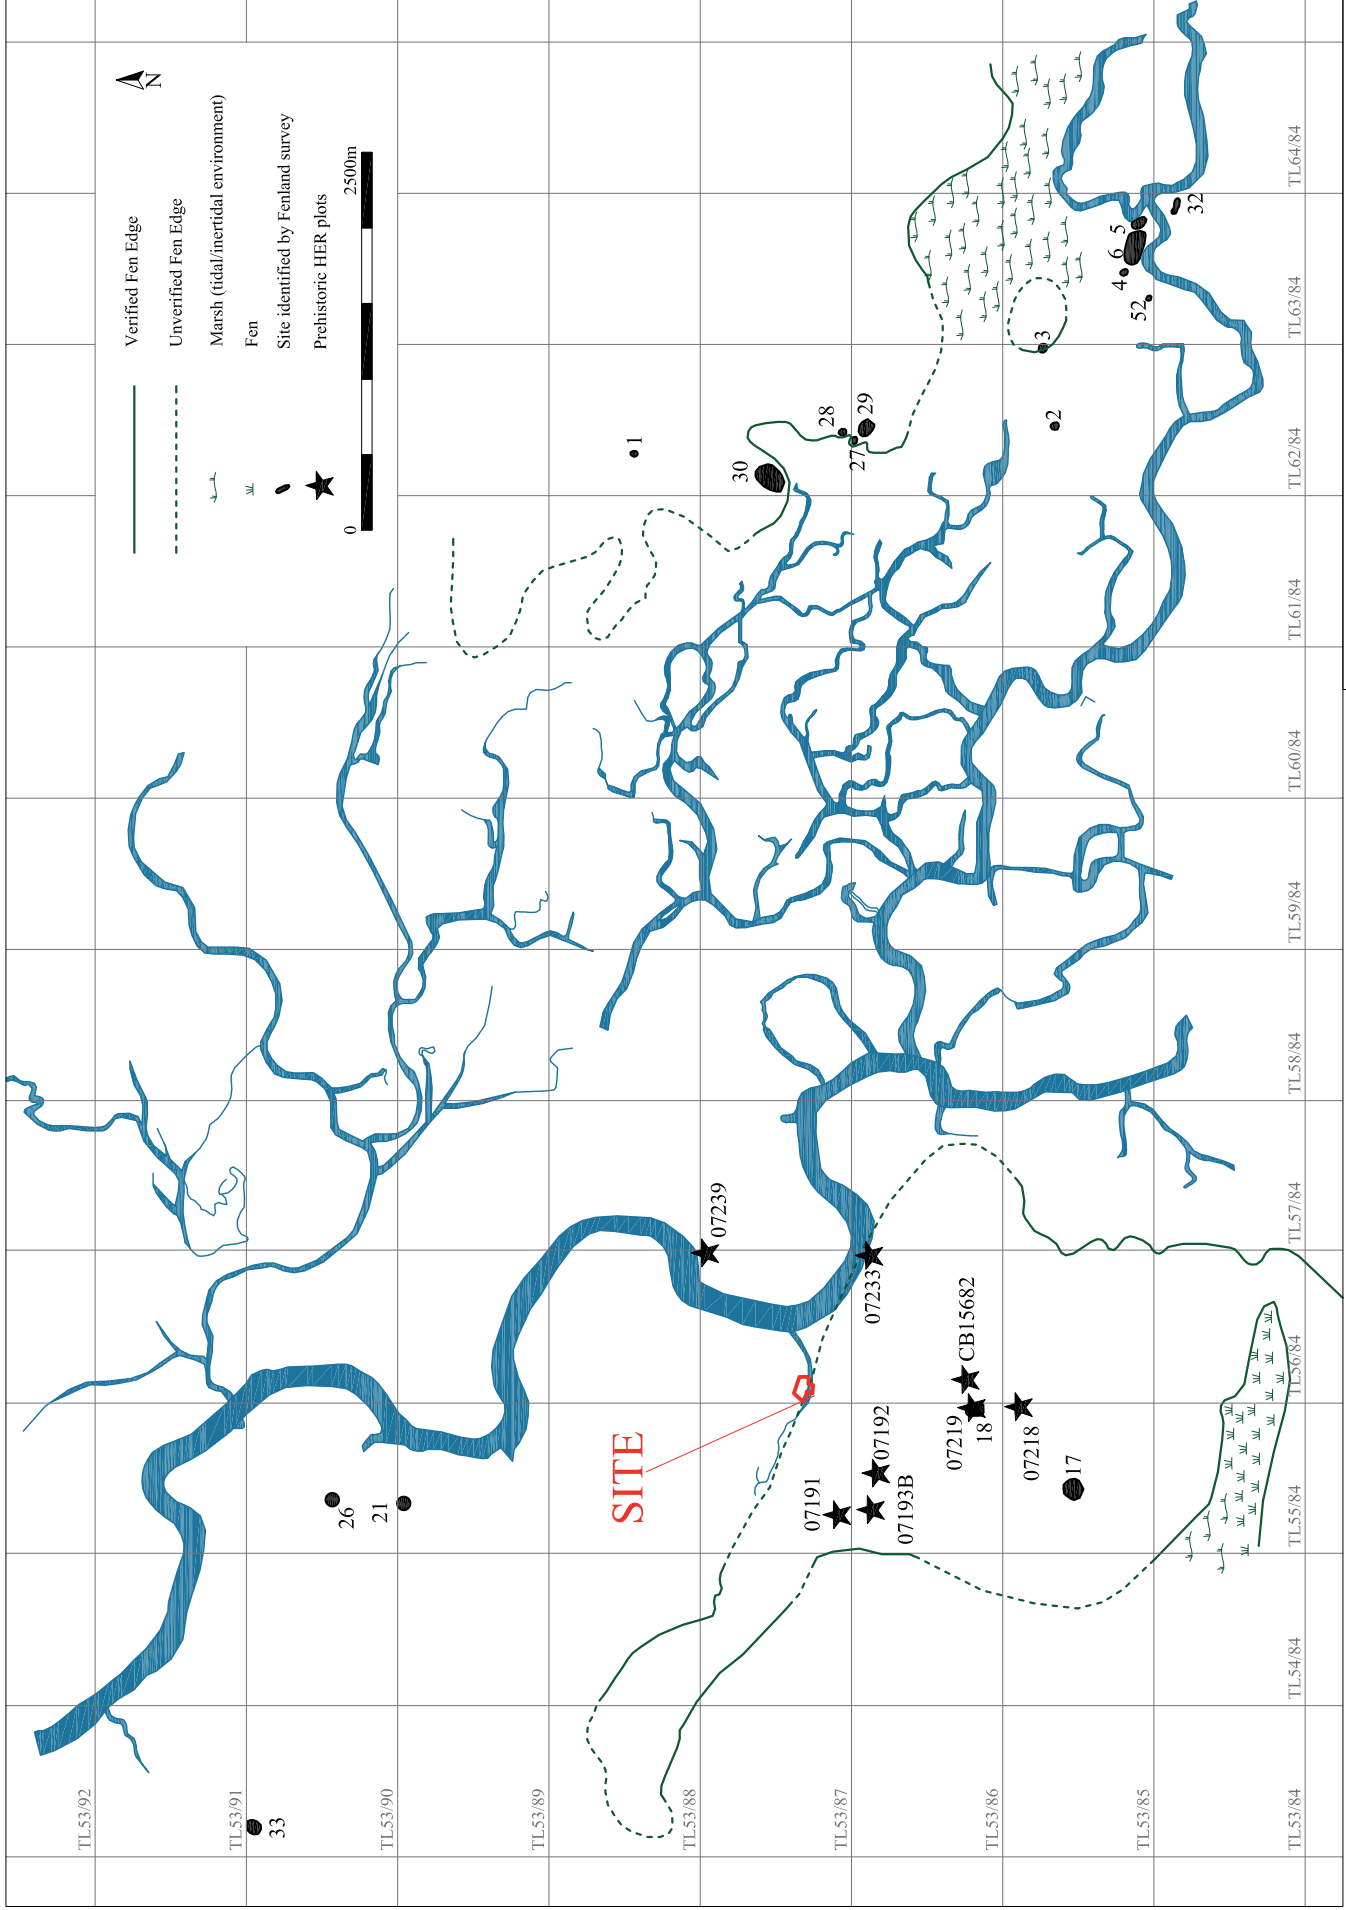 N
Verified Fen Edge
Unverified Fen Edge
Marsh (tidal/inertidal environment)
Fen
Site identified by Fenland survey
Prehistoric HER plots
0
2500m
TL53/92
TL53/91
TL53/90
TL53/89
TL53/88
TL53/87
TL53/86
TL53/85
TL53/84
TL54/84
TL55/84
TL56/84
TL57/84
TL58/84
TL59/84
TL60/84
TL61/84
TL62/84
TL63/84
TL64/84
33
26
21
SITE
07239
07233
07191
07192
07193B
07219
18
CB15682
07218
17
1
30
28
27
29
2
3
52
4
6
5
32